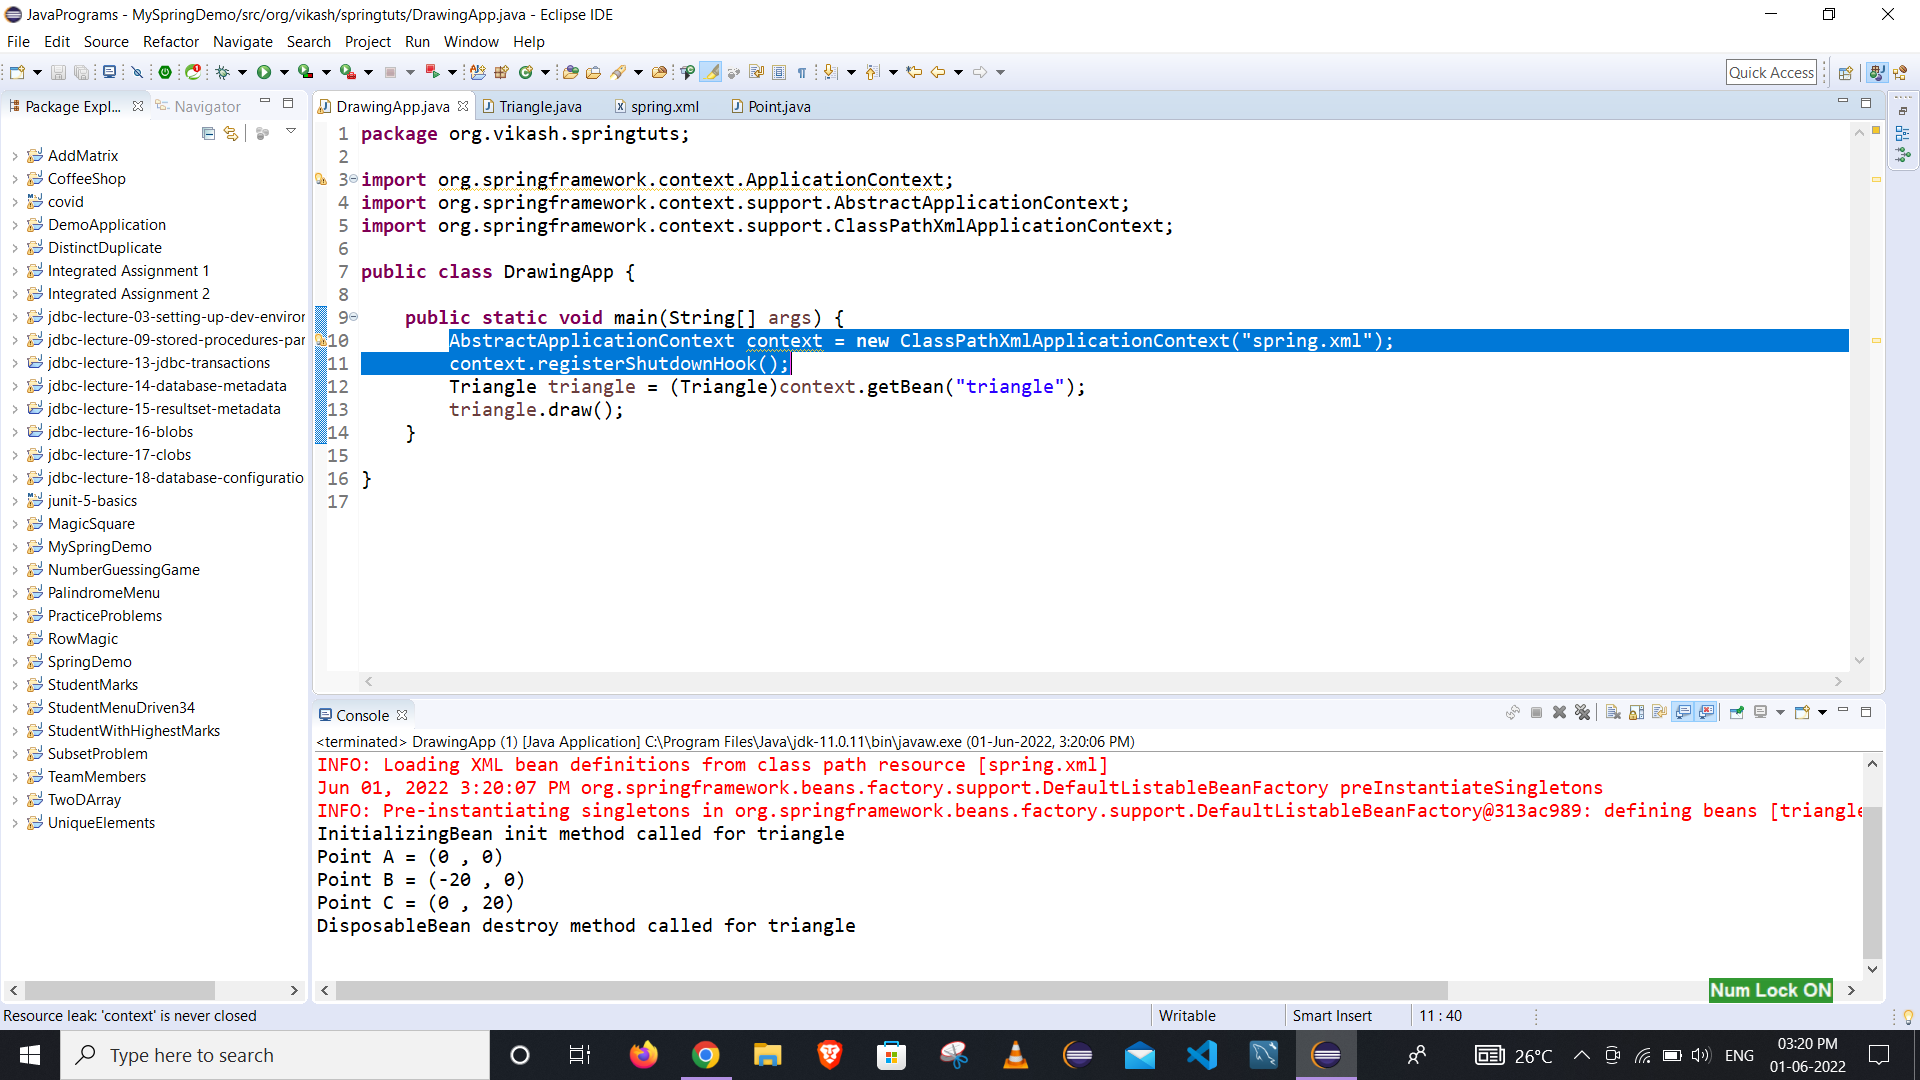 JavaPrograms - MySpringDemo/src/org/vikash/springtuts/DrawingApp.java - Eclipse IDE
File Edit Source Refactor Navigate Search Project Run Window Help
Quick Access
Package Expl...
Navigator
AddMatrix
CoffeeShop
covid
DemoApplication
DistinctDuplicate
Integrated Assignment 1
Integrated Assignment 2
jdbc-lecture-03-setting-up-dev-enviror
jdbc-lecture-09-stored-procedures-par
jdbc-lecture-13-jdbc-transactions
jdbc-lecture-14-database-metadata
jdbc-lecture-15-resultset-metadata
jdbc-lecture-16-blobs
jdbc-lecture-17-clobs
jdbc-lecture-18-database-configuratio
junit-5-basics
MagicSquare
MySpringDemo
NumberGuessingGame
PalindromeMenu
PracticeProblems
RowMagic
SpringDemo
StudentMarks
StudentMenuDriven34
StudentWithHighestMarks
SubsetProblem
TeamMembers
TwoDArray
UniqueElements
DrawingApp.java Triangle.java spring.xml Point.java
1 package org.vikash.springtuts;
2
3 import org.springframework.context.ApplicationContext;
4 import org.springframework.context.support.AbstractApplicationContext;
5 import org.springframework.context.support.ClassPathXmlApplicationContext;
6
7 public class DrawingApp {
8
9 public static void main(String[] args) {
10 AbstractApplicationContext context = new ClassPathXmlApplicationContext("spring.xml");
11 context.registerShutdownHook();
12 Triangle triangle = (Triangle)context.getBean("triangle");
13 triangle.draw();
14 }
15
16 }
17
Console
<terminated> DrawingApp (1) [Java Application] C:\Program Files\Java\jdk-11.0.11\bin\javaw.exe (01-Jun-2022, 3:20:06 PM)
INFO: Loading XML bean definitions from class path resource [spring.xml]
Jun 01, 2022 3:20:07 PM org.springframework.beans.factory.support.DefaultListableBeanFactory preInstantiateSingletons
INFO: Pre-instantiating singletons in org.springframework.beans.factory.support.DefaultListableBeanFactory@313ac989: defining beans [triangle
InitializingBean init method called for triangle
Point A = (0 , 0)
Point B = (-20 , 0)
Point C = (0 , 20)
DisposableBean destroy method called for triangle
Num Lock ON
Resource leak: 'context' is never closed
Writable
Smart Insert
11 : 40
Type here to search
26°C
ENG
03:20 PM
01-06-2022